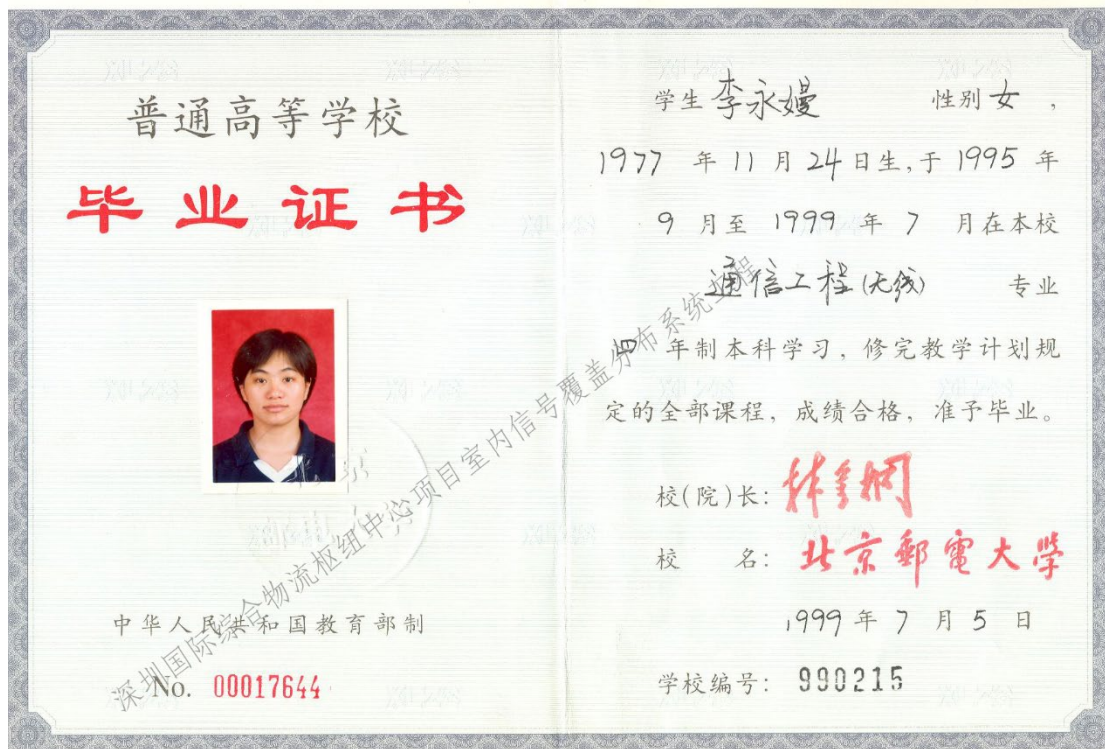 普通高等学校
毕业证书
中华人民共和国教育部制
No. 00017644
学生 李永嫚 性别 女 ，
1977 年 11 月 24 日生，于 1995 年
9 月至 1999 年 7 月在本校
通信工程(无线) 专业
四 年制本科学习，修完教学计划规
定的全部课程，成绩合格，准予毕业。
校(院)长：
校 名：北京郵電大學
1999 年 7 月 5 日
学校编号：990215
深圳国际综合物流枢纽中心项目室内信号覆盖分布系统工程